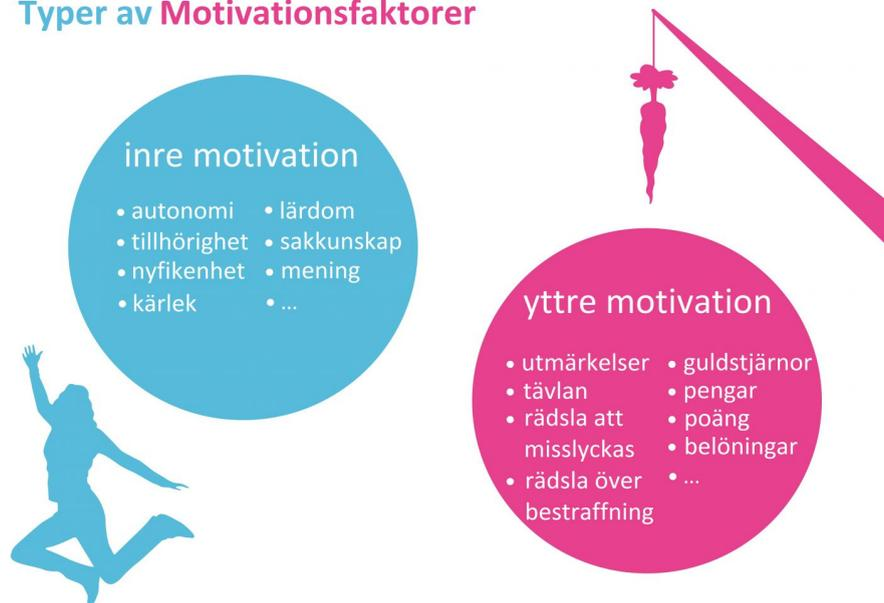 Typer av Motivationsfaktorer
inre motivation
• autonomi
• tillhörighet
• nyfikenhet
• kärlek
• lärdom
• sakkunskap
• mening
• ...
yttre motivation
• utmärkelser
• tävlan
• rädsla att
misslyckas
• rädsla över
bestraffning
• guldstjärnor
• pengar
• poäng
• belöningar
• ...